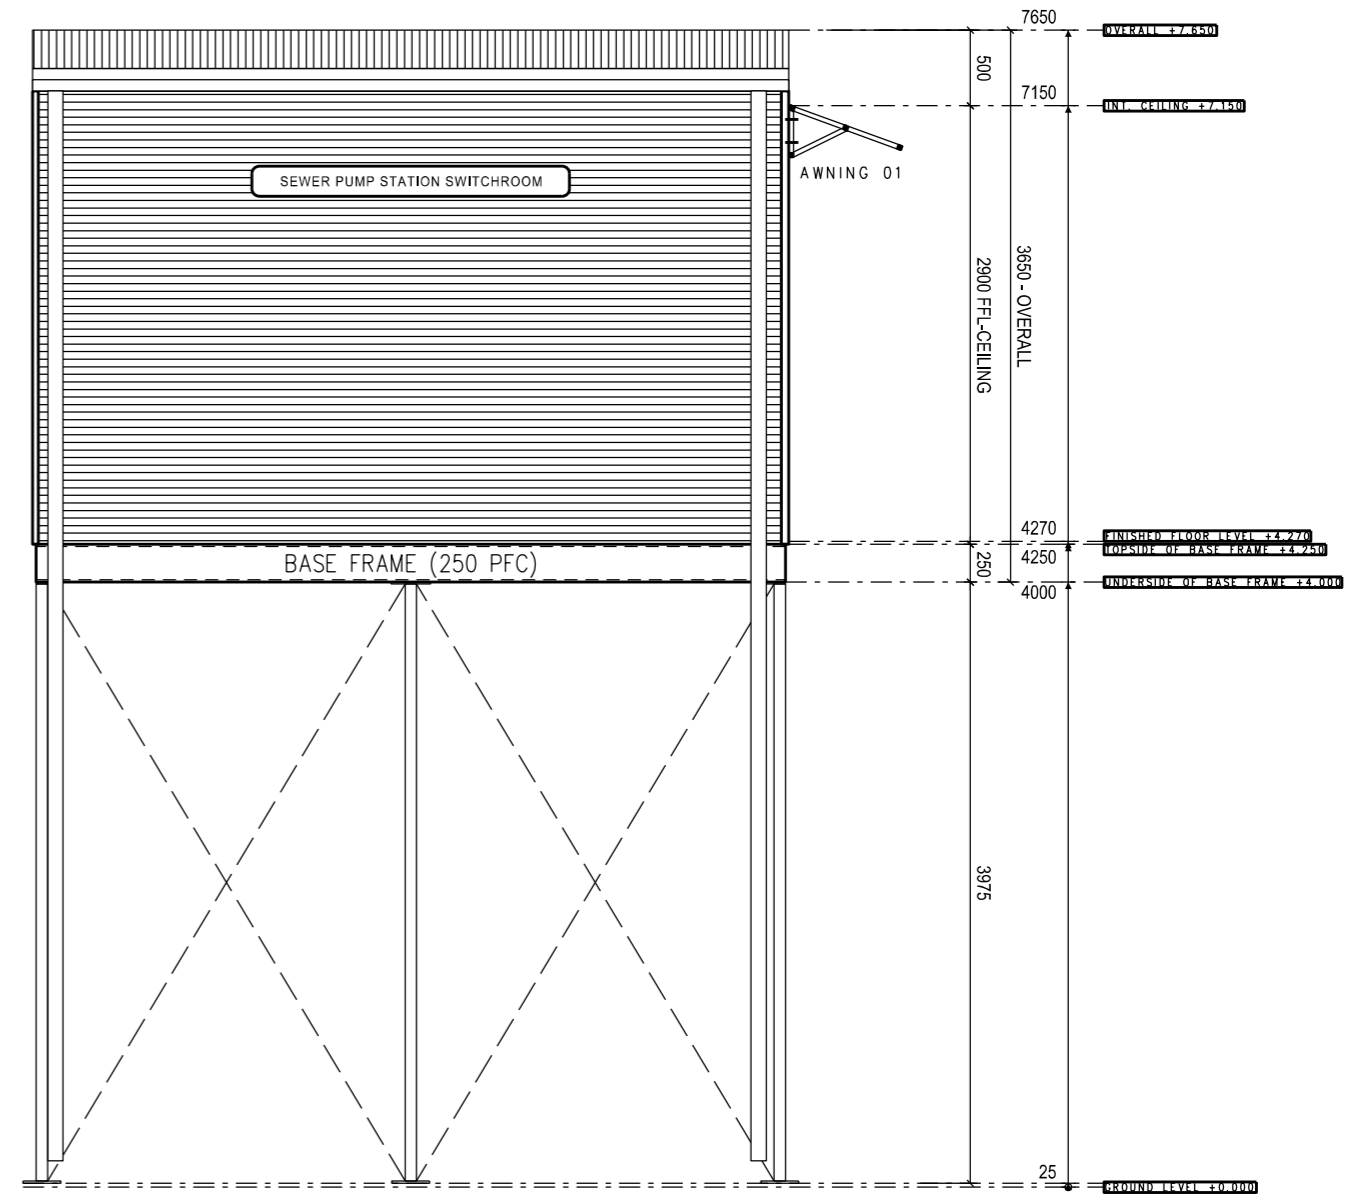 7650
OVERALL +7.650
500
7150
INT. CEILING +7.150
AWNING 01
SEWER PUMP STATION SWITCHROOM
2900 FFL-CEILING
3650 - OVERALL
4270
FINISHED FLOOR LEVEL +4.270
4250
TOPSIDE OF BASE FRAME +4.250
BASE FRAME (250 PFC)
250
4000
UNDERSIDE OF BASE FRAME +4.000
3975
25
GROUND LEVEL +0.000